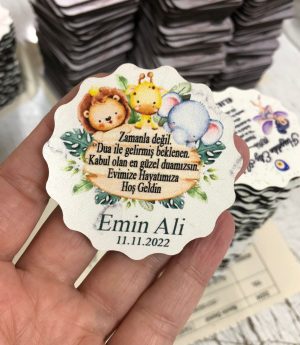 Zamanla değil.
Dua ile gelirmiş beklenen.
Kabul olan en güzel duamızsın.
Evimize Hayatımıza
Hoş Geldin
Emin Ali
11.11.2022